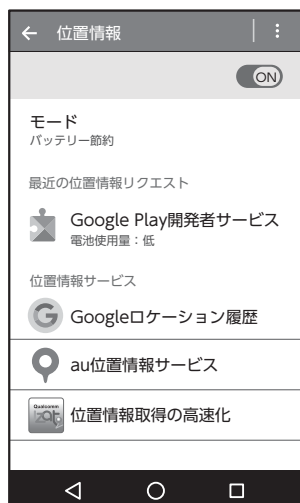 位置情報
ON
モード
バッテリー節約
最近の位置情報リクエスト
Google Play開発者サービス
電池使用量：低
位置情報サービス
G
Googleロケーション履歴
au位置情報サービス
Qualcomm
iZat
位置情報取得の高速化